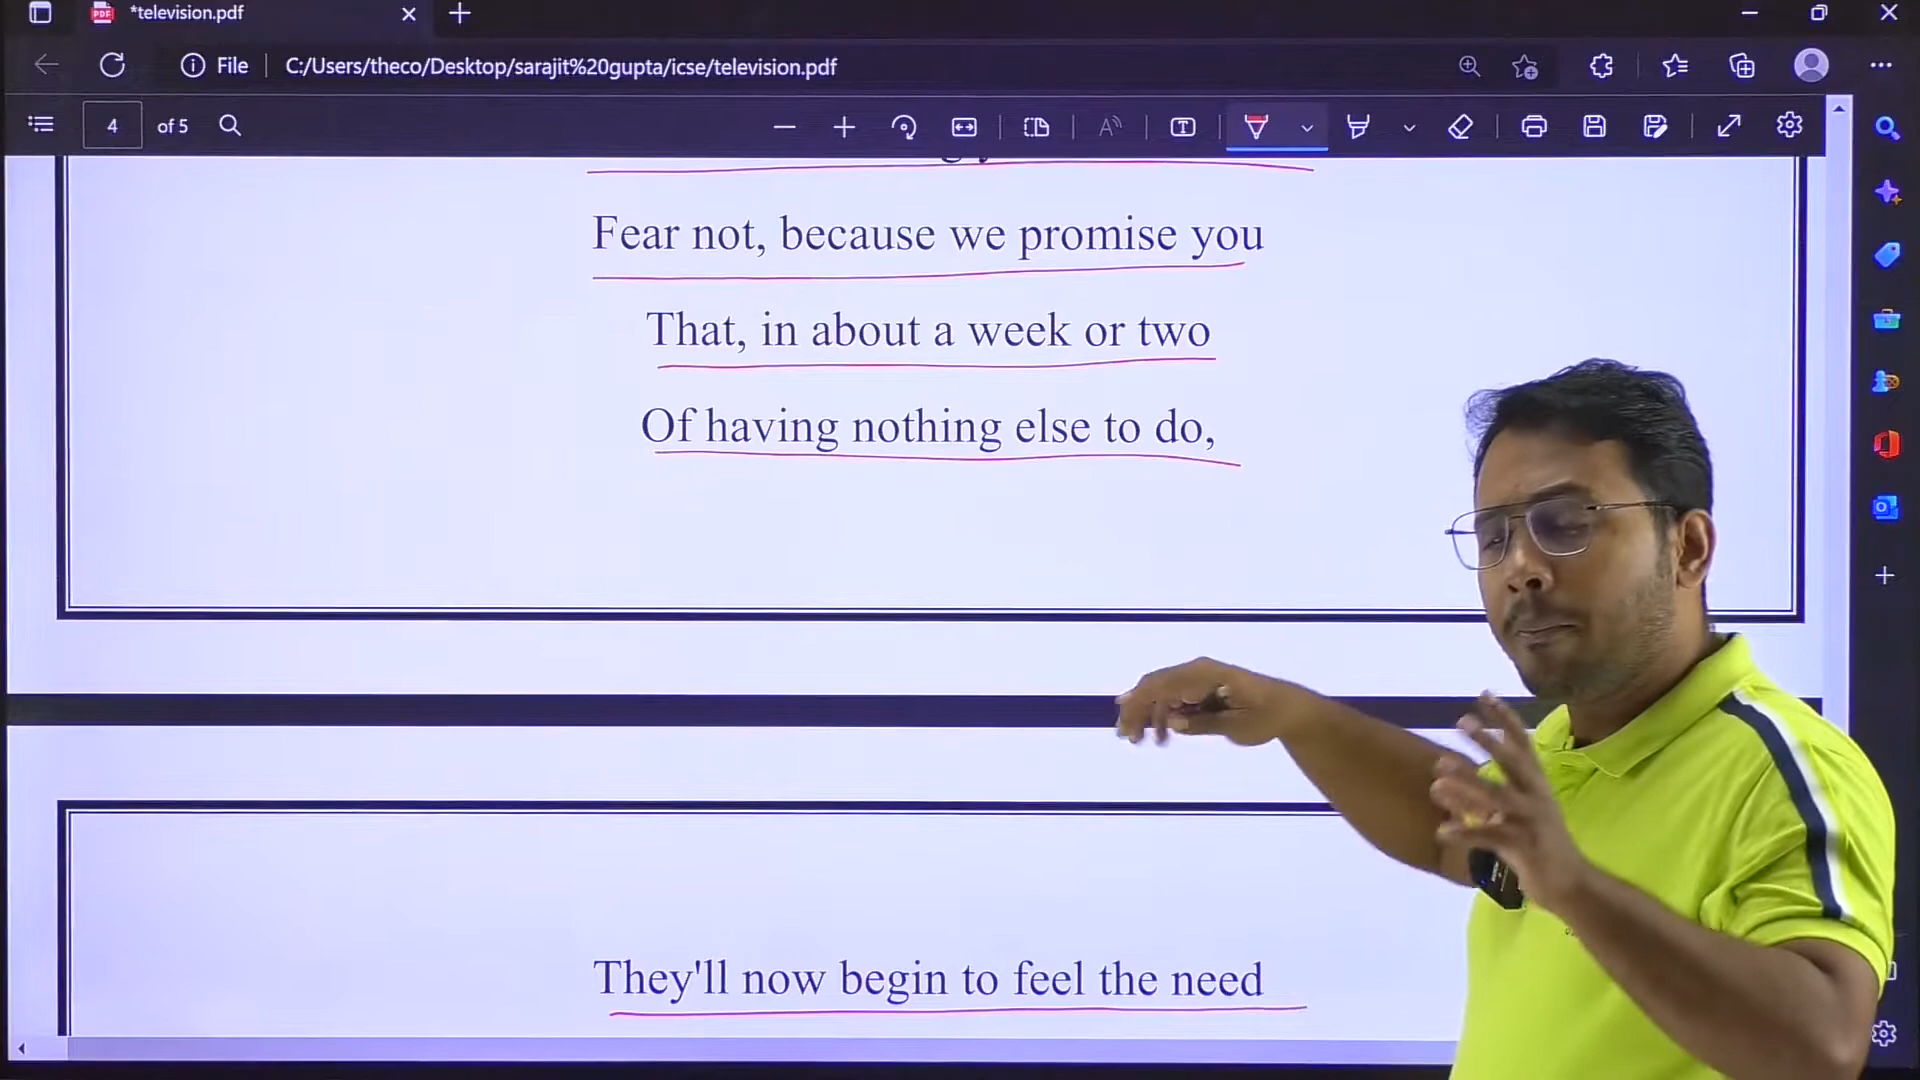 *television.pdf
File
C:/Users/theco/Desktop/sarajit%20gupta/icse/television.pdf
4 of 5
Fear not, because we promise you
That, in about a week or two
Of having nothing else to do,
They'll now begin to feel the need